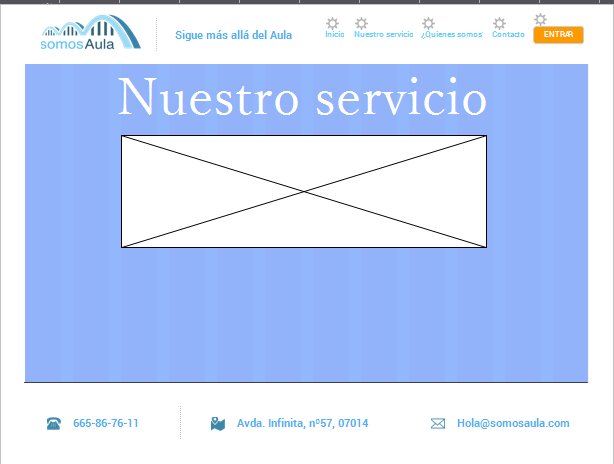 somosAula
Sigue más allá del Aula
Inicio
Nuestro servicio
¿Quienes somos?
Contacto
ENTRAR
Nuestro servicio
665-86-76-11
Avda. Infinita, nº57, 07014
Hola@somosaula.com